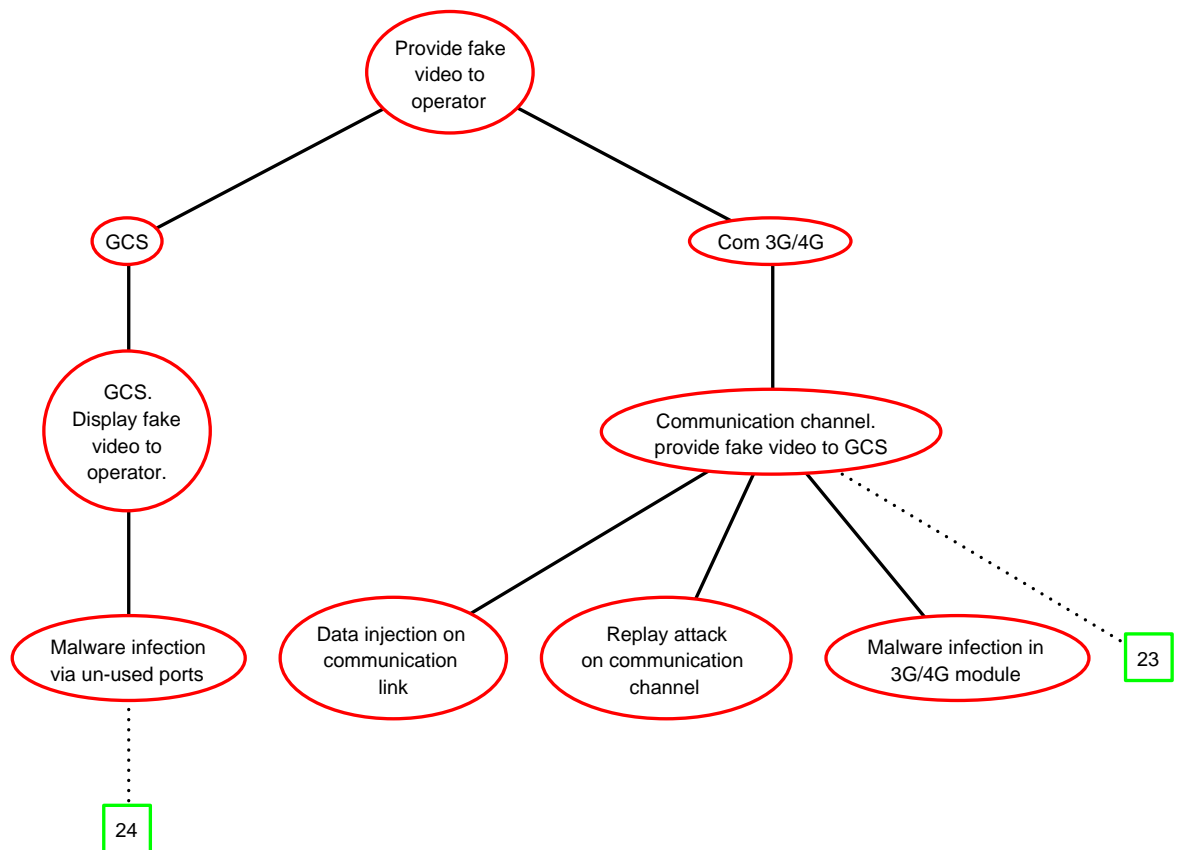 Provide fake
video to
operator
GCS
Com 3G/4G
GCS.
Display fake
video to
operator.
Communication channel.
provide fake video to GCS
Malware infection
via un-used ports
Data injection on
communication
link
Replay attack
on communication
channel
Malware infection in
3G/4G module
23
24